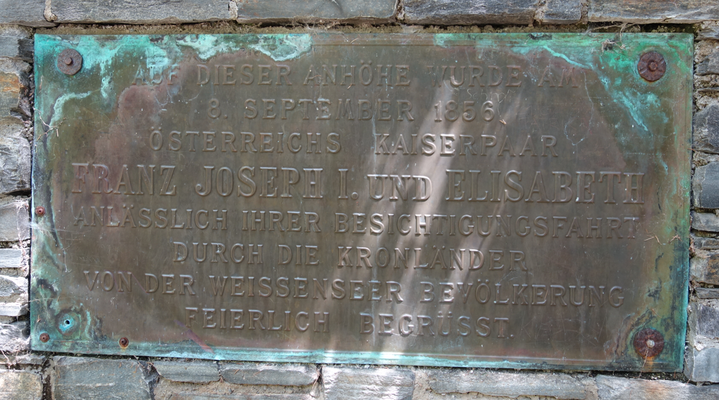 AUF DIESER ANHÖHE WURDE AM
8. SEPTEMBER 1856
ÖSTERREICHS KAISERPAAR
FRANZ JOSEPH I. UND ELISABETH
ANLÄSSLICH IHRER BESICHTIGUNGSFAHRT
DURCH DIE KRONLÄNDER
VON DER WEISSENSEER BEVÖLKERUNG
FEIERLICH BEGRÜSST.